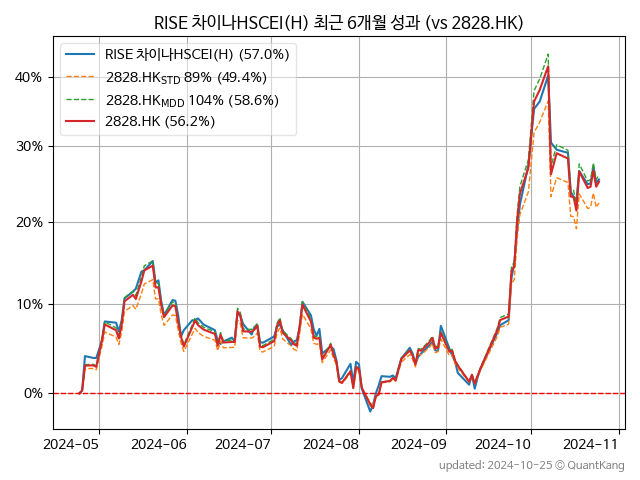 RISE 차이나HSCEI(H) 최근 6개월 성과 (vs 2828.HK)
RISE 차이나HSCEI(H) (57.0%)
2828.HKSTD 89% (49.4%)
2828.HKMDD 104% (58.6%)
2828.HK (56.2%)
40%
30%
20%
10%
0%
2024-05
2024-06
2024-07
2024-08
2024-09
2024-10
2024-11
updated: 2024-10-25 © QuantKang